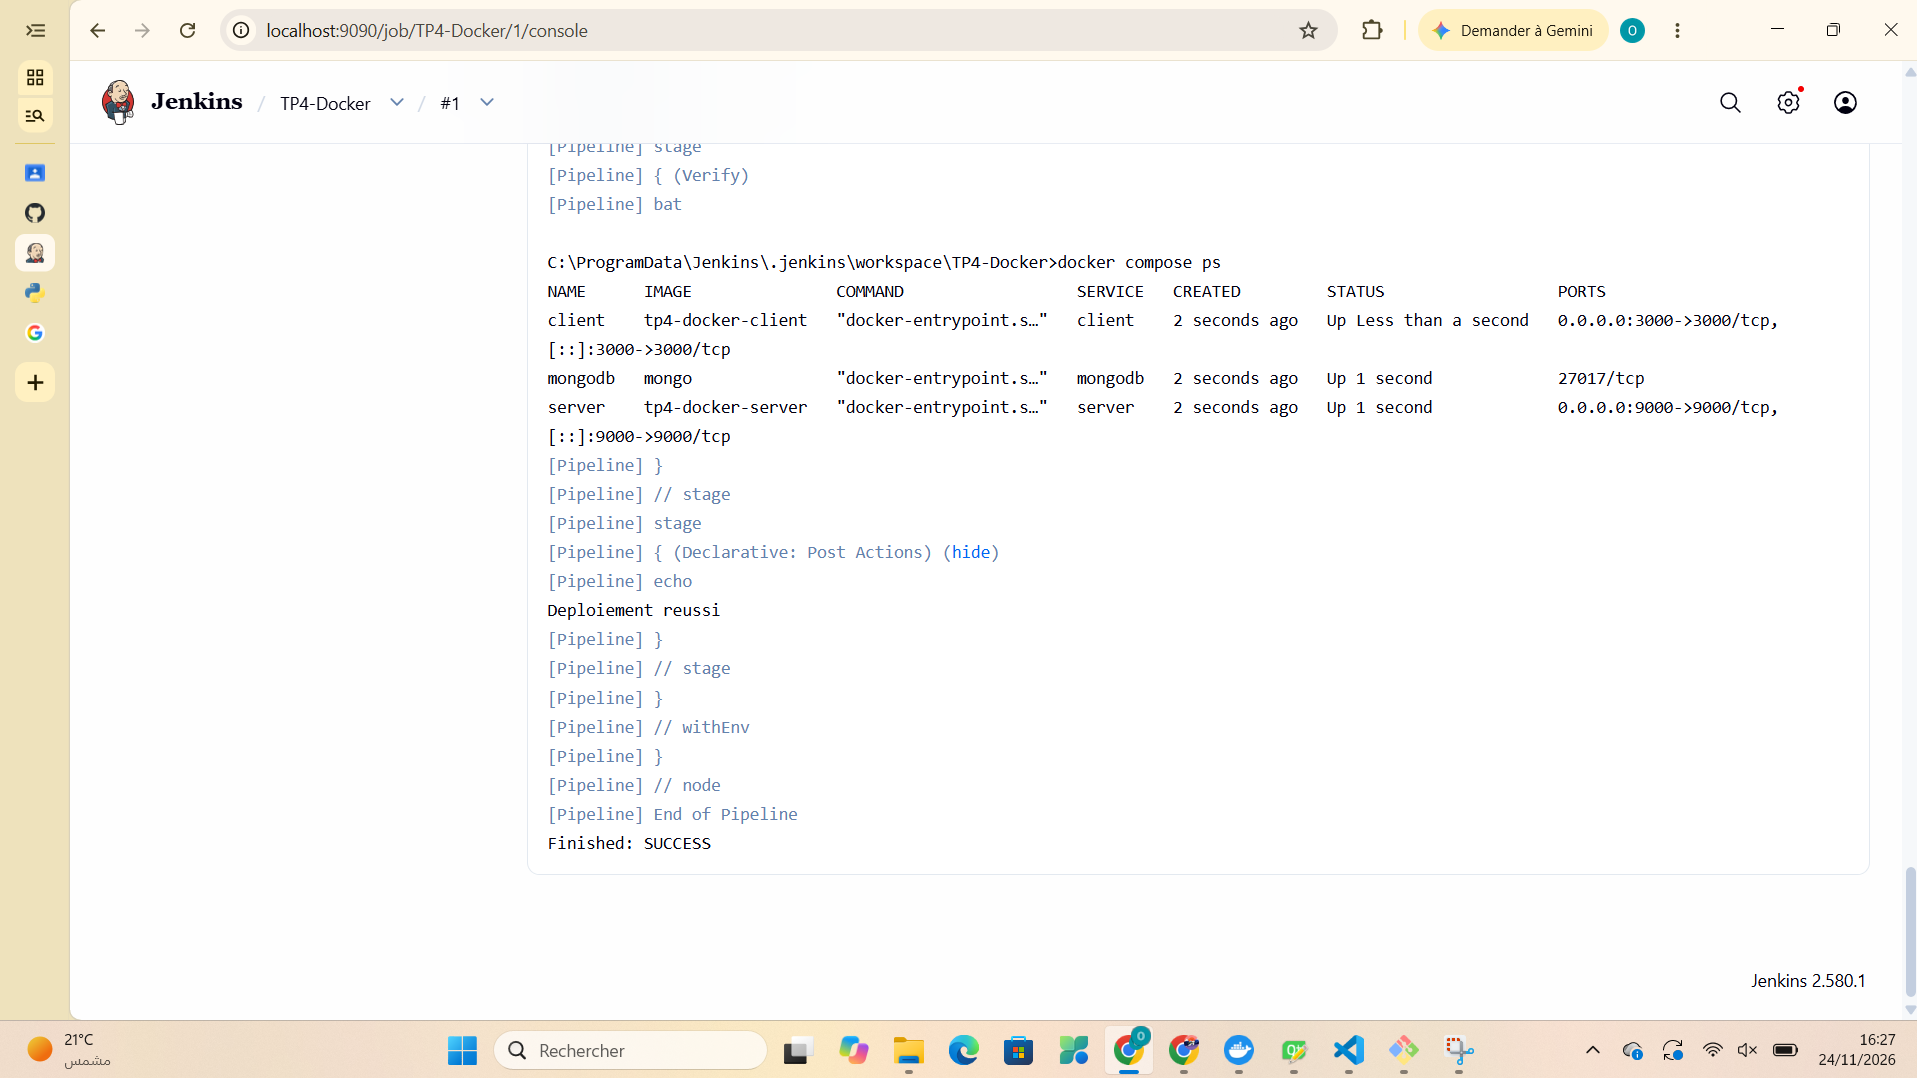 localhost:9090/job/TP4-Docker/1/console
Demander à Gemini
O
Jenkins / TP4-Docker / #1
[Pipeline] stage
[Pipeline] { (Verify)
[Pipeline] bat
C:\ProgramData\Jenkins\.jenkins\workspace\TP4-Docker>docker compose ps
NAME IMAGE COMMAND SERVICE CREATED STATUS PORTS
client tp4-docker-client "docker-entrypoint.s…" client 2 seconds ago Up Less than a second 0.0.0.0:3000->3000/tcp,
[::]:3000->3000/tcp
mongodb mongo "docker-entrypoint.s…" mongodb 2 seconds ago Up 1 second 27017/tcp
server tp4-docker-server "docker-entrypoint.s…" server 2 seconds ago Up 1 second 0.0.0.0:9000->9000/tcp,
[::]:9000->9000/tcp
[Pipeline] }
[Pipeline] // stage
[Pipeline] stage
[Pipeline] { (Declarative: Post Actions) (hide)
[Pipeline] echo
Deploiement reussi
[Pipeline] }
[Pipeline] // stage
[Pipeline] }
[Pipeline] // withEnv
[Pipeline] }
[Pipeline] // node
[Pipeline] End of Pipeline
Finished: SUCCESS
Jenkins 2.580.1
21°C
مشمس
Rechercher
O
16:27
24/11/2026